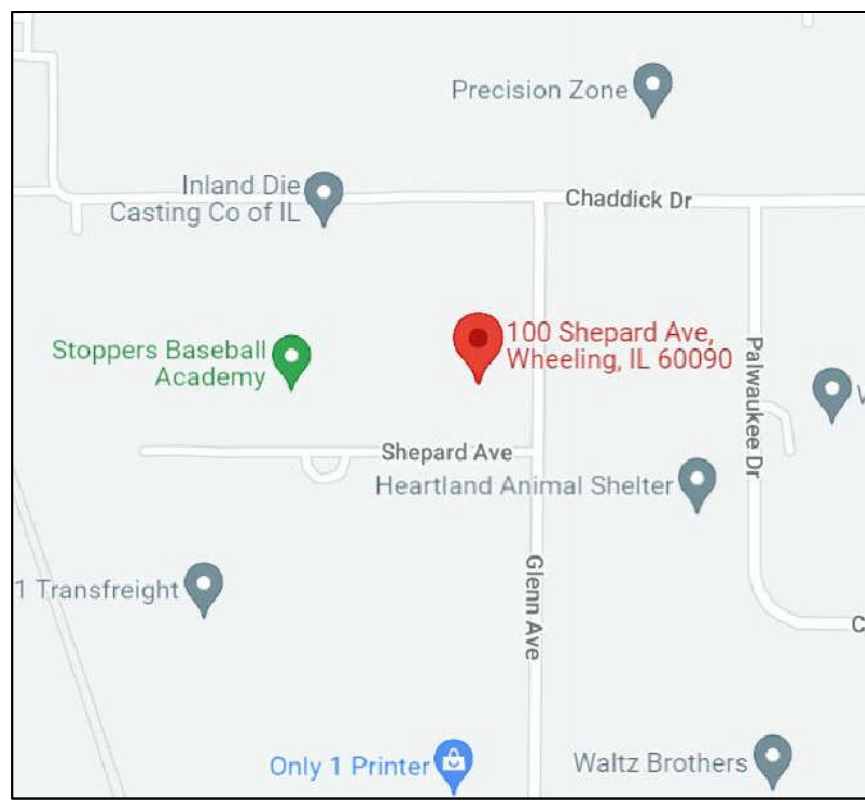 Precision Zone
Inland Die
Casting Co of IL
Chaddick Dr
100 Shepard Ave,
Wheeling, IL 60090
Stoppers Baseball
Academy
Palwaukee Dr
Shepard Ave
Heartland Animal Shelter
1 Transfreight
Glenn Ave
Only 1 Printer
Waltz Brothers